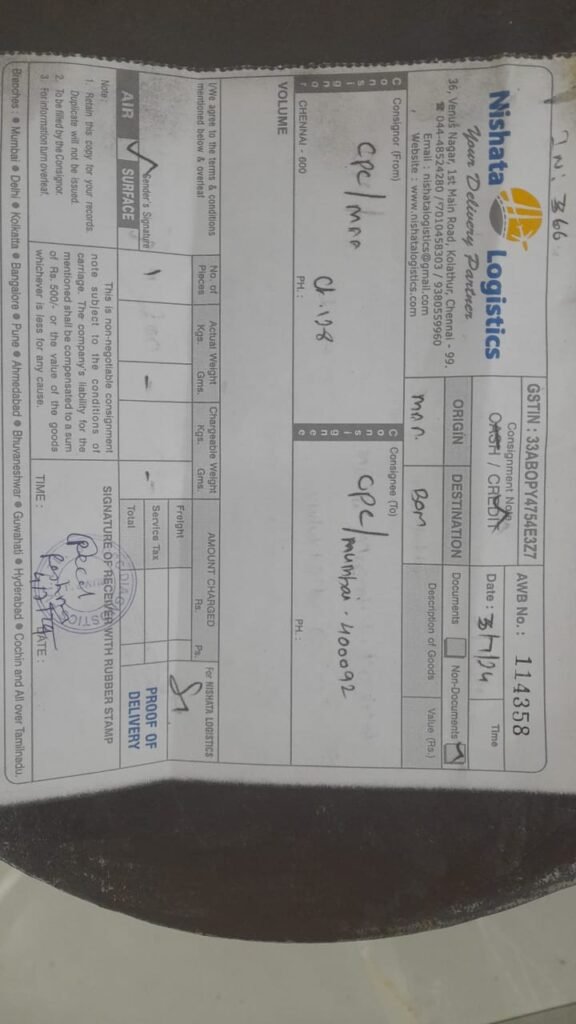 IN: 366
Nishata Logistics
Your Delivery Partner
36, Venus Nagar, 1st Main Road, Kolathur, Chennai - 99.
☎ 044-48524280 / 7010458303 / 9380559960
Email : nishatalogistics@gmail.com
Website : www.nishatalogistics.com
GSTIN : 33ABOPY4754E3Z7
Consignment Note
CASH / CREDIT
AWB No. : 114358
Date : 3/7/24
Time
ORIGIN
DESTINATION
Documents
Non-Documents
maa
Bom
Description of Goods
Value (Rs.)
Consignor
Consignor (From)
CPC/maa
CHENNAI - 600
PH :
Consignee
Consignee (To)
CPC/mumbai - 400092
PH :
VOLUME
I/We agree to the terms & conditions
mentioned below & overleaf
Sender's Signature
No. of
Pieces
Actual Weight
Kgs. Gms.
Chargeable Weight
Kgs. Gms.
AMOUNT CHARGED
Rs. Ps.
For NISHATA LOGISTICS
1
-
-
Freight
Service Tax
Total
AIR
SURFACE
PROOF OF
DELIVERY
Note :
1. Retain this copy for your records.
Duplicate will not be issued.
2. To be filled by the Consignor.
3. For information turn overleaf.
This is non-negotiable consignment
note subject to the conditions of
carriage. The company's liability for the
mentioned shall be compensated to a sum
of Rs. 500/- or the value of the goods
whichever is less for any cause.
SIGNATURE OF RECEIVER WITH RUBBER STAMP
Recd
TIME :
DATE :
Branches : ● Mumbai ● Delhi ● Kolkatta ● Bangalore ● Pune ● Ahmedabad ● Bhuvaneshwar ● Guwahati ● Hyderabad ● Cochin and All over Tamilnadu.